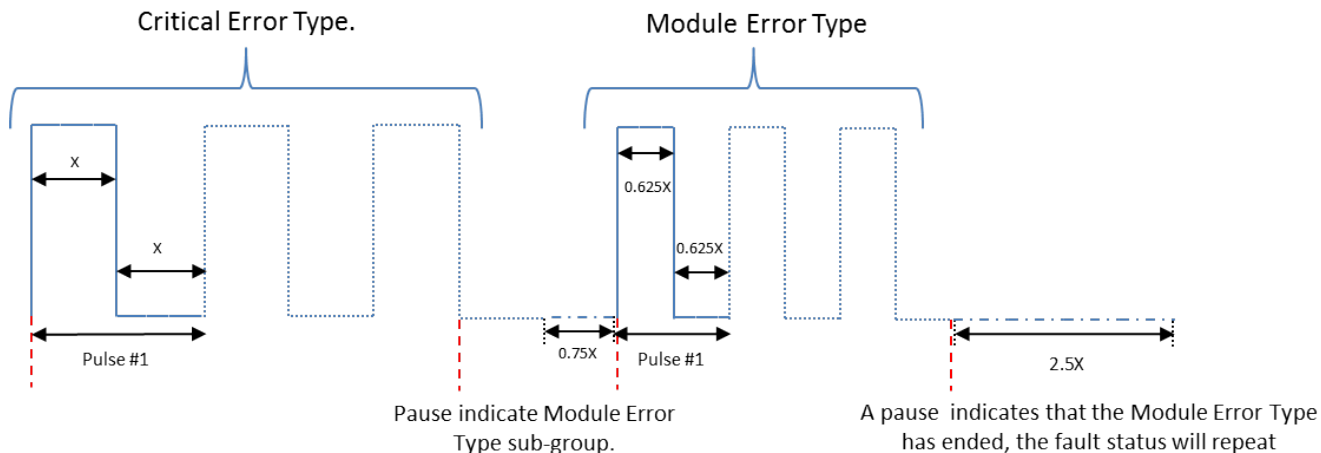 Critical Error Type.
Module Error Type
X
0.625X
X
0.625X
Pulse #1
0.75X
Pulse #1
2.5X
Pause indicate Module Error
Type sub-group.
A pause indicates that the Module Error Type
has ended, the fault status will repeat